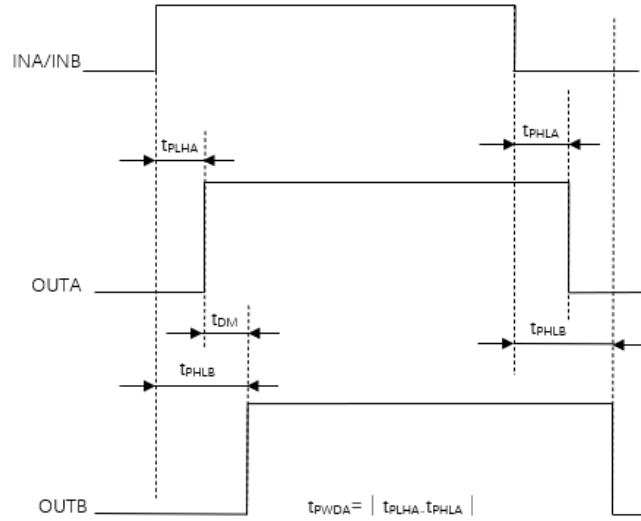 INA/INB
tPLHA
tPHLA
OUTA
tDM
tPHLB
tPHLB
OUTB
tPWDA= | tPLHA-tPHLA |